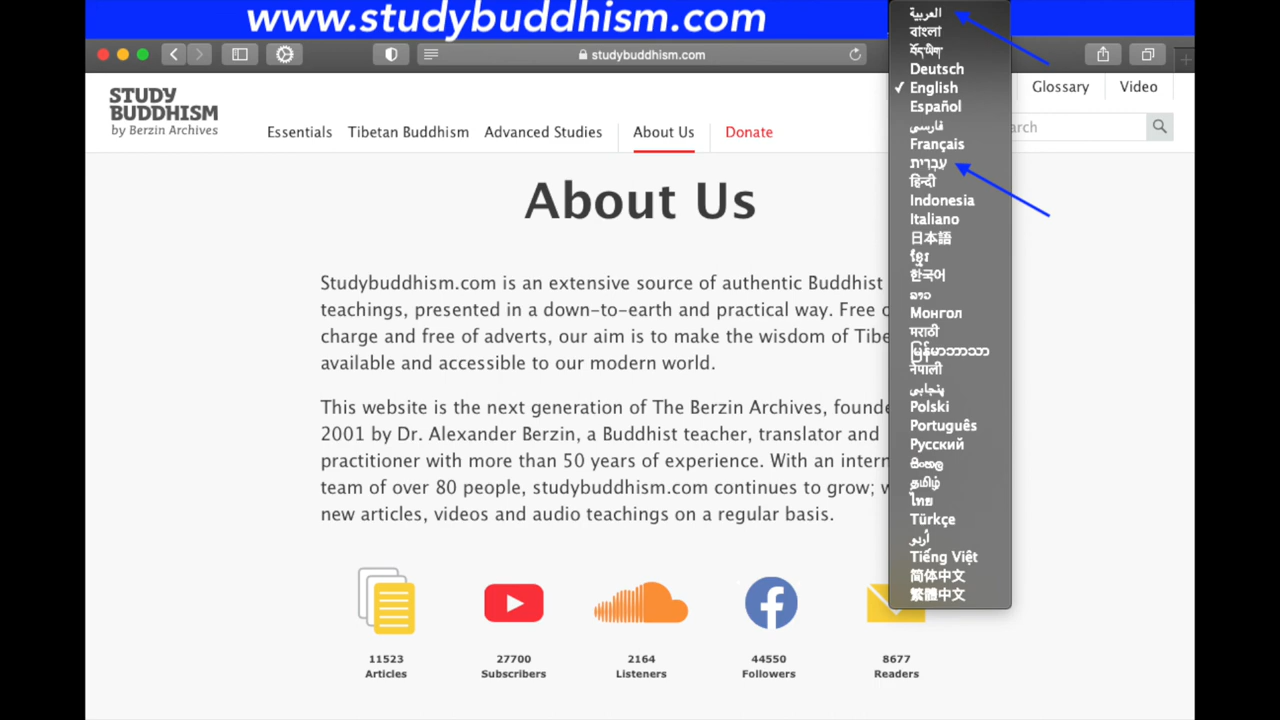 www.studybuddhism.com
studybuddhism.com
STUDY
BUDDHISM
by Berzin Archives
Essentials
Tibetan Buddhism
Advanced Studies
About Us
Donate
Glossary
Video
arch
العربية
বাংলা
བོད་ཡིག་
Deutsch
✓ English
Español
فارسی
Français
עִבְרִית
हिन्दी
Indonesia
Italiano
日本語
ខ្មែរ
한국어
ລາວ
Монгол
मराठी
မြန်မာဘာသာ
नेपाली
پنجابی
Polski
Português
Русский
සිංහල
தமிழ்
ไทย
Türkçe
اُردو
Tiếng Việt
简体中文
繁體中文
About Us
Studybuddhism.com is an extensive source of authentic Buddhist
teachings, presented in a down-to-earth and practical way. Free o
charge and free of adverts, our aim is to make the wisdom of Tibe
available and accessible to our modern world.
This website is the next generation of The Berzin Archives, founde
2001 by Dr. Alexander Berzin, a Buddhist teacher, translator and
practitioner with more than 50 years of experience. With an intern
team of over 80 people, studybuddhism.com continues to grow; w
new articles, videos and audio teachings on a regular basis.
11523
Articles
27700
Subscribers
2164
Listeners
44550
Followers
8677
Readers